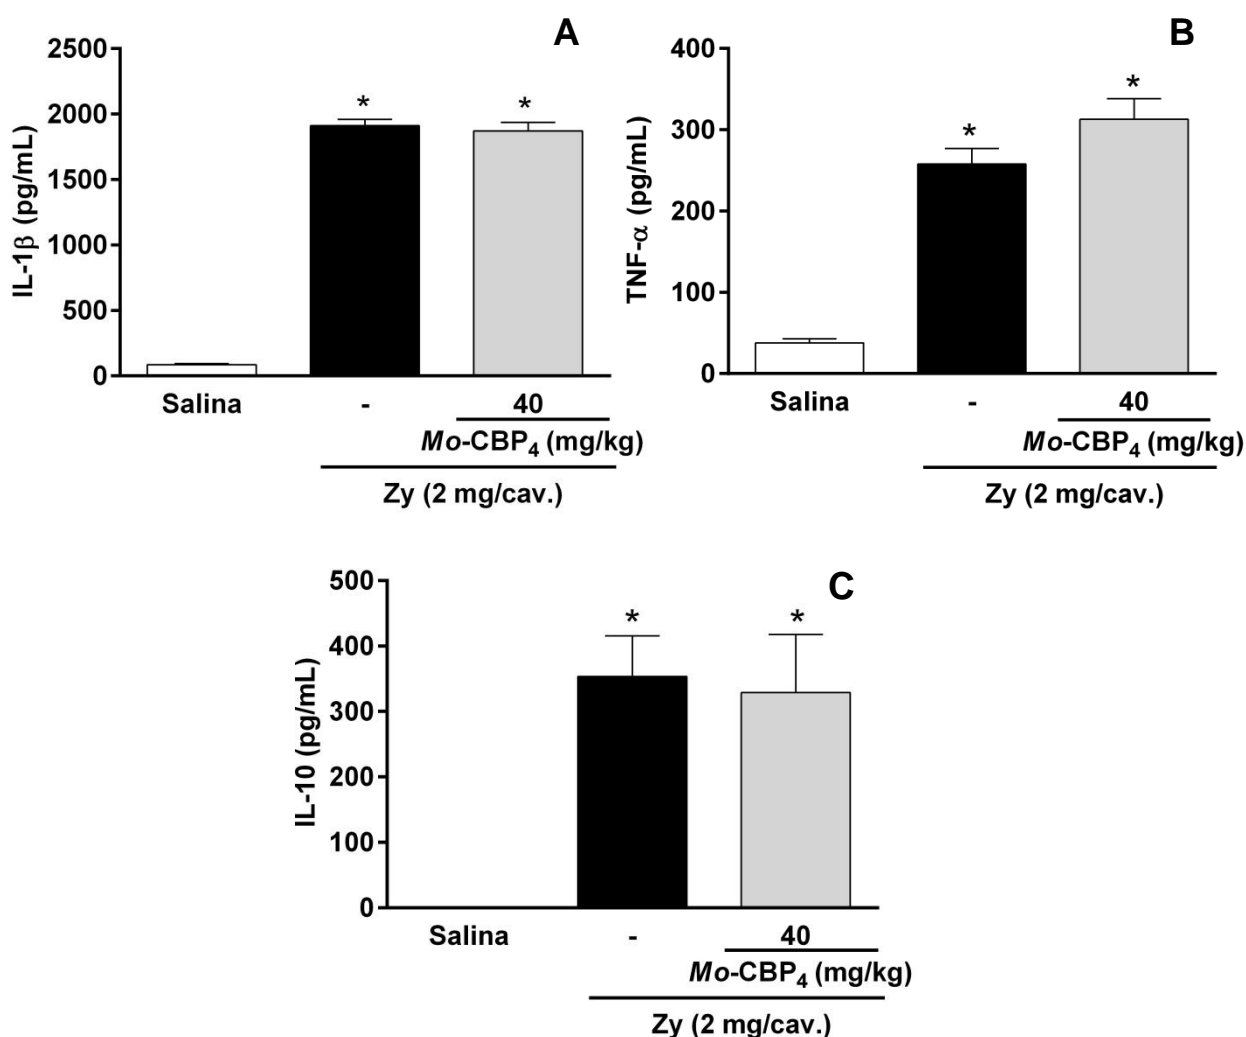 A
IL-1β (pg/mL)
2500
2000
1500
1000
500
0
*
*
Salina
-
40
Mo-CBP4 (mg/kg)
Zy (2 mg/cav.)
B
TNF-α (pg/mL)
400
300
200
100
0
*
*
Salina
-
40
Mo-CBP4 (mg/kg)
Zy (2 mg/cav.)
C
IL-10 (pg/mL)
500
400
300
200
100
0
*
*
Salina
-
40
Mo-CBP4 (mg/kg)
Zy (2 mg/cav.)